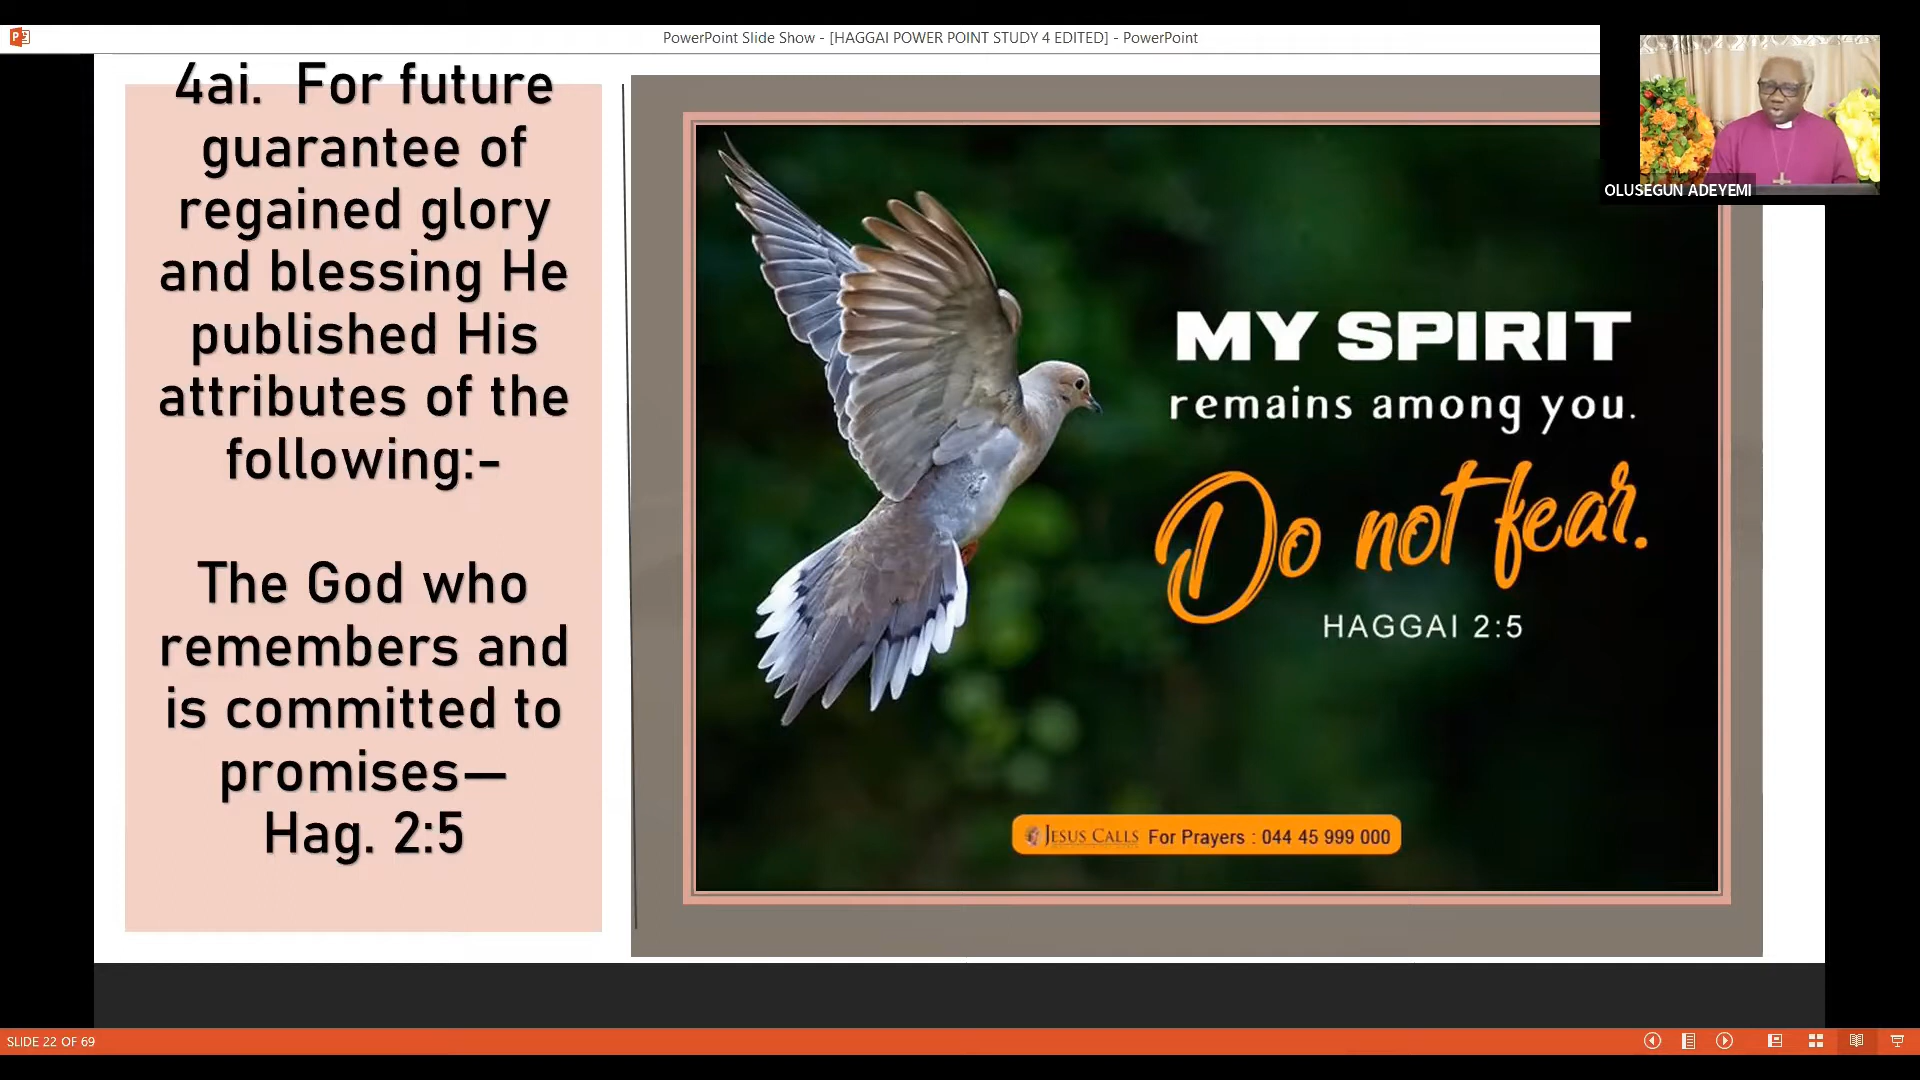 PowerPoint Slide Show - [HAGGAI POWER POINT STUDY 4 EDITED] - PowerPoint
4ai. For future
guarantee of
regained glory
and blessing He
published His
attributes of the
following:-
The God who
remembers and
is committed to
promises—
Hag. 2:5
MY SPIRIT
remains among you.
Do not fear.
HAGGAI 2:5
JESUS CALLS For Prayers : 044 45 999 000
OLUSEGUN ADEYEMI
SLIDE 22 OF 69